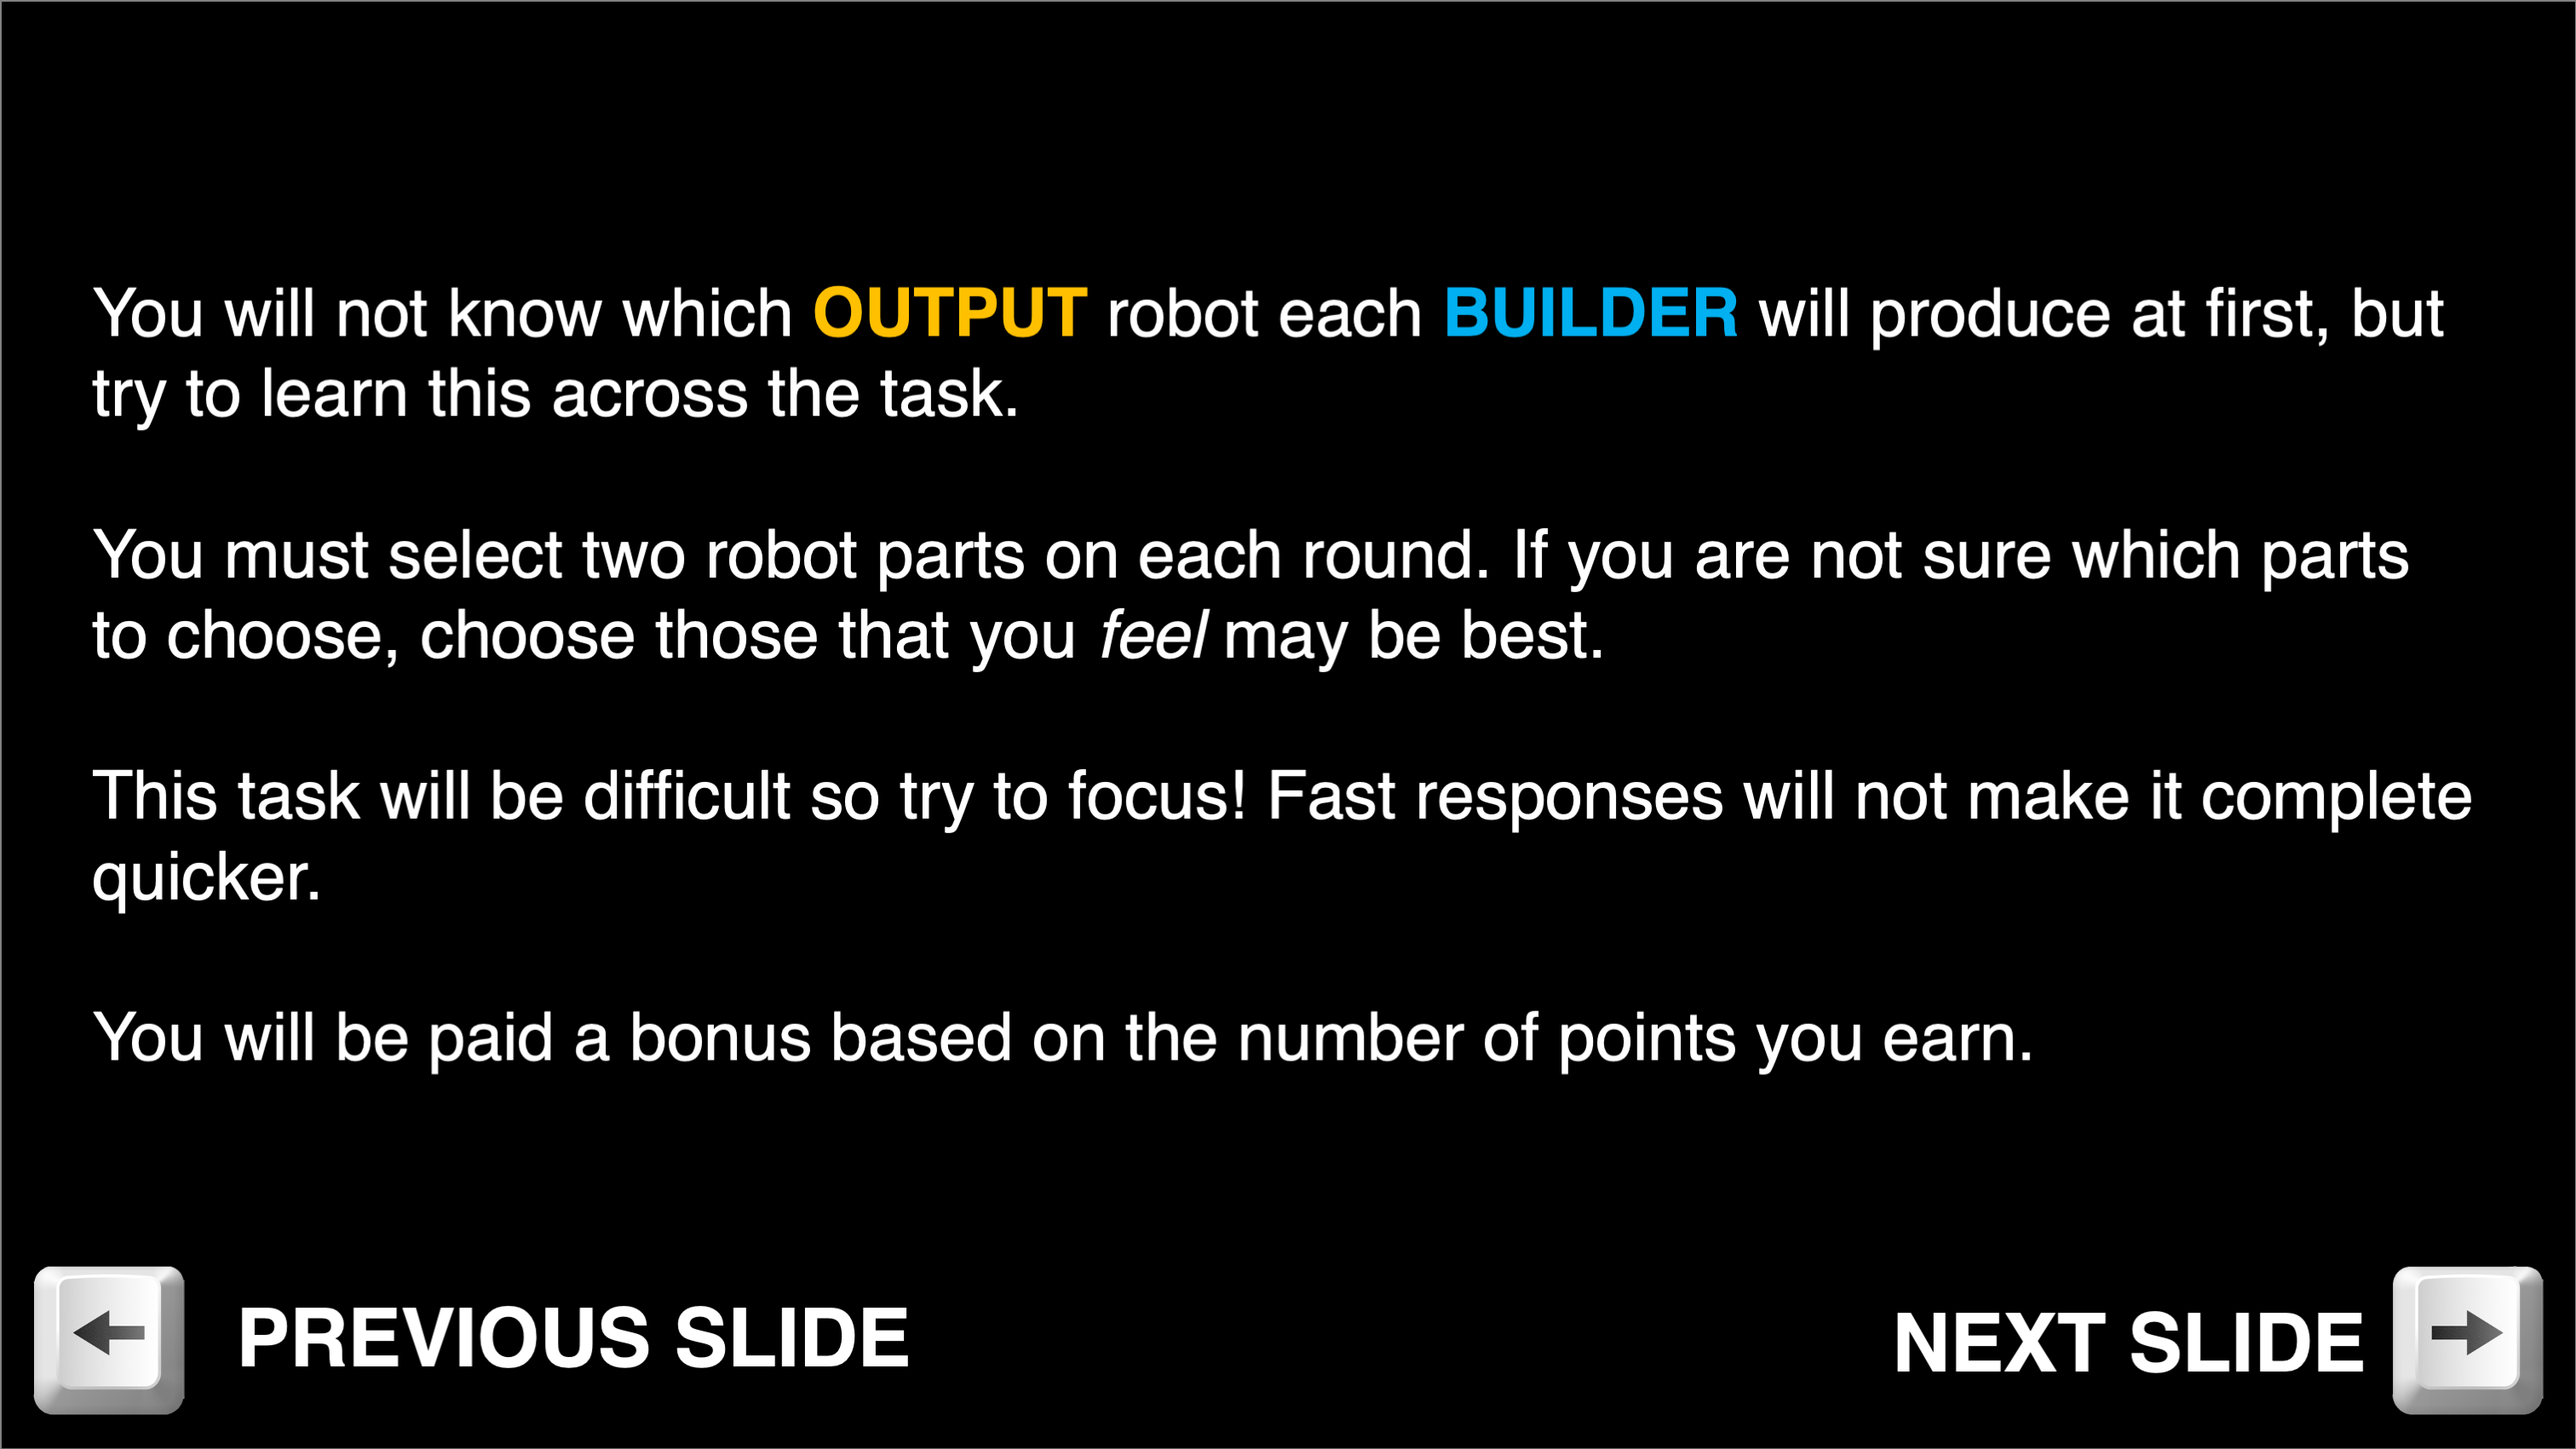 You will not know which OUTPUT robot each BUILDER will produce at first, but
try to learn this across the task.
You must select two robot parts on each round. If you are not sure which parts
to choose, choose those that you feel may be best.
This task will be difficult so try to focus! Fast responses will not make it complete
quicker.
You will be paid a bonus based on the number of points you earn.
PREVIOUS SLIDE
NEXT SLIDE